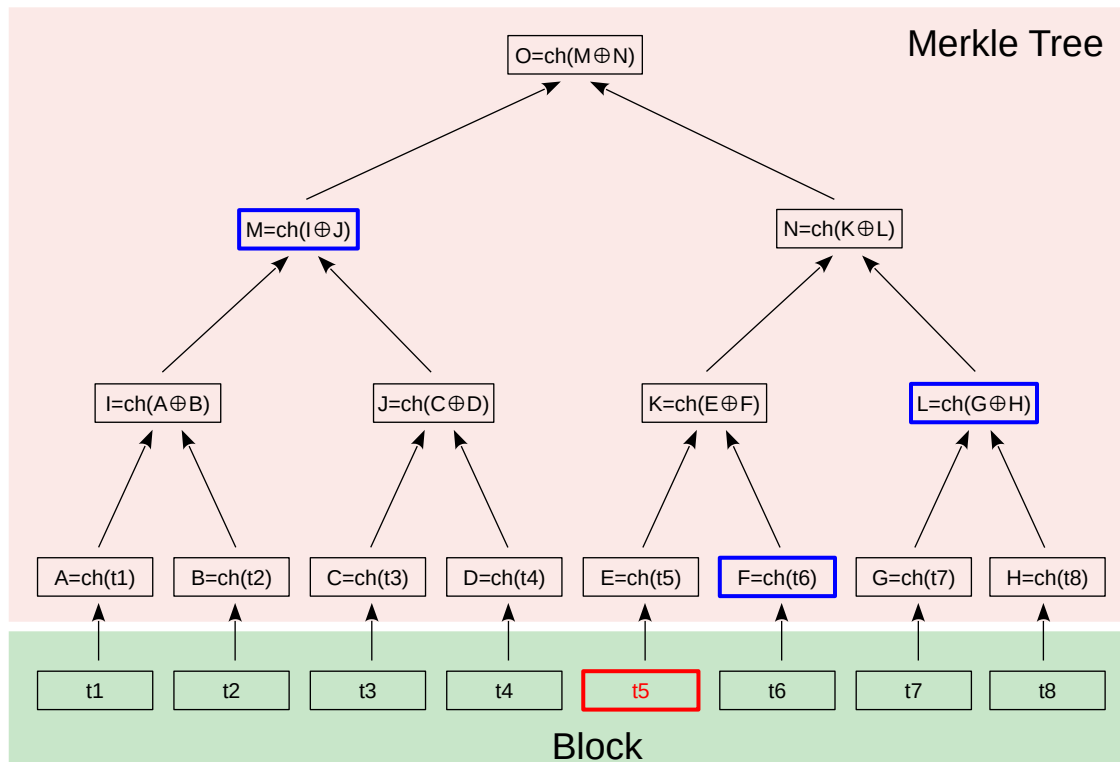 Merkle Tree
O=ch(M⊕N)
M=ch(I⊕J)
N=ch(K⊕L)
I=ch(A⊕B)
J=ch(C⊕D)
K=ch(E⊕F)
L=ch(G⊕H)
A=ch(t1)
B=ch(t2)
C=ch(t3)
D=ch(t4)
E=ch(t5)
F=ch(t6)
G=ch(t7)
H=ch(t8)
t1
t2
t3
t4
t5
t6
t7
t8
Block